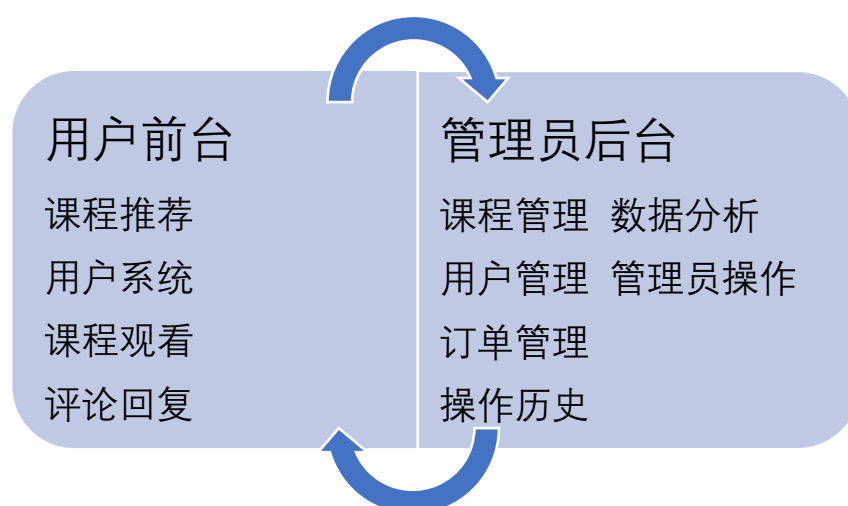 用户前台
课程推荐
用户系统
课程观看
评论回复
管理员后台
课程管理 数据分析
用户管理 管理员操作
订单管理
操作历史